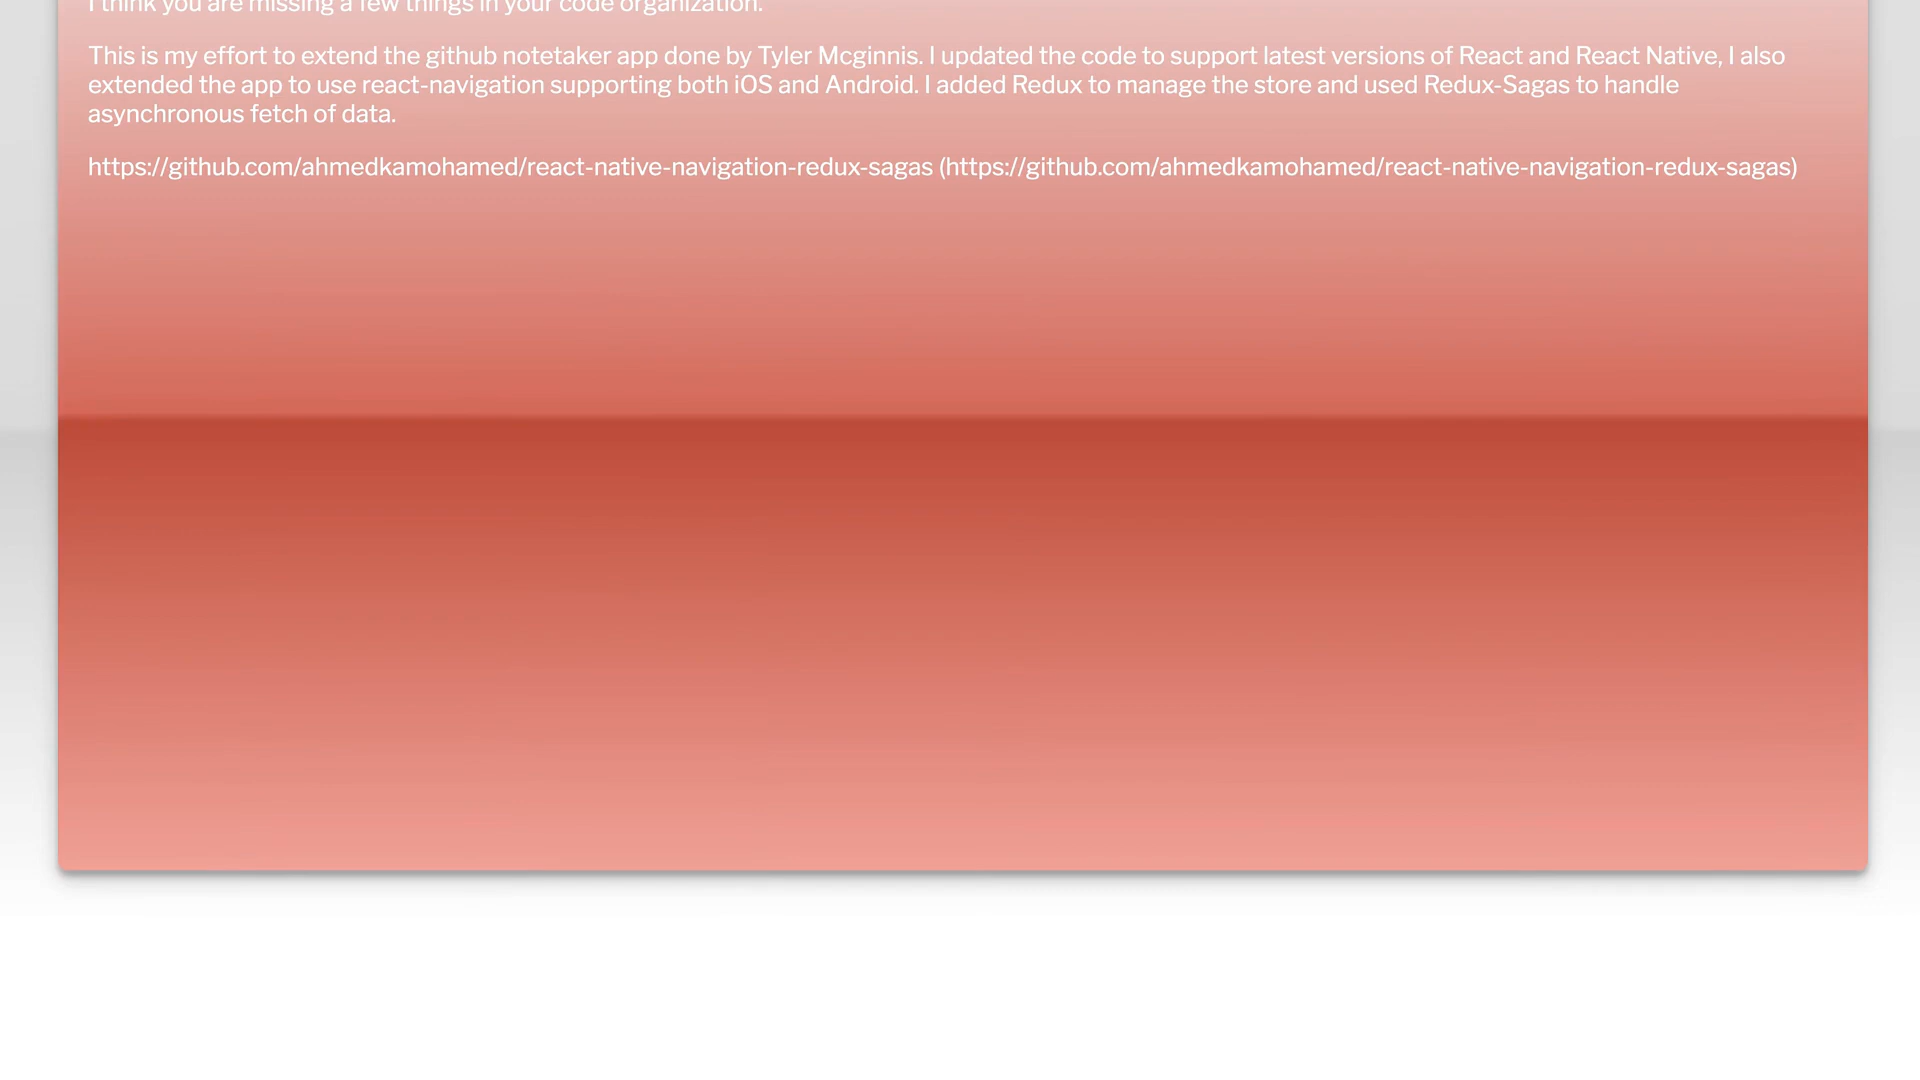 I think you are missing a few things in your code organization.
This is my effort to extend the github notetaker app done by Tyler Mcginnis. I updated the code to support latest versions of React and React Native, I also
extended the app to use react-navigation supporting both iOS and Android. I added Redux to manage the store and used Redux-Sagas to handle
asynchronous fetch of data.
https://github.com/ahmedkamohamed/react-native-navigation-redux-sagas (https://github.com/ahmedkamohamed/react-native-navigation-redux-sagas)